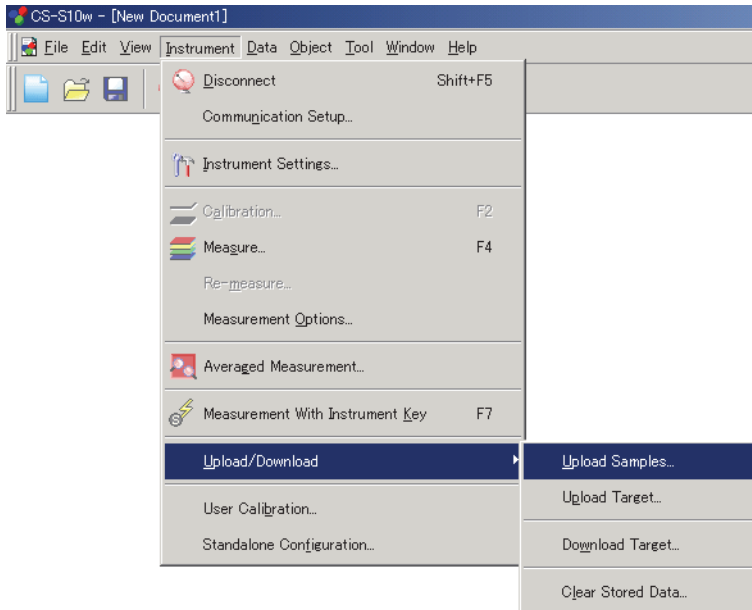 CS-S10w - [New Document1]
File Edit View Instrument Data Object Tool Window Help
Disconnect Shift+F5
Communication Setup...
Instrument Settings...
Calibration... F2
Measure... F4
Re-measure...
Measurement Options...
Averaged Measurement...
Measurement With Instrument Key F7
Upload/Download
Upload Samples...
Upload Target...
Download Target...
Clear Stored Data...
User Calibration...
Standalone Configuration...